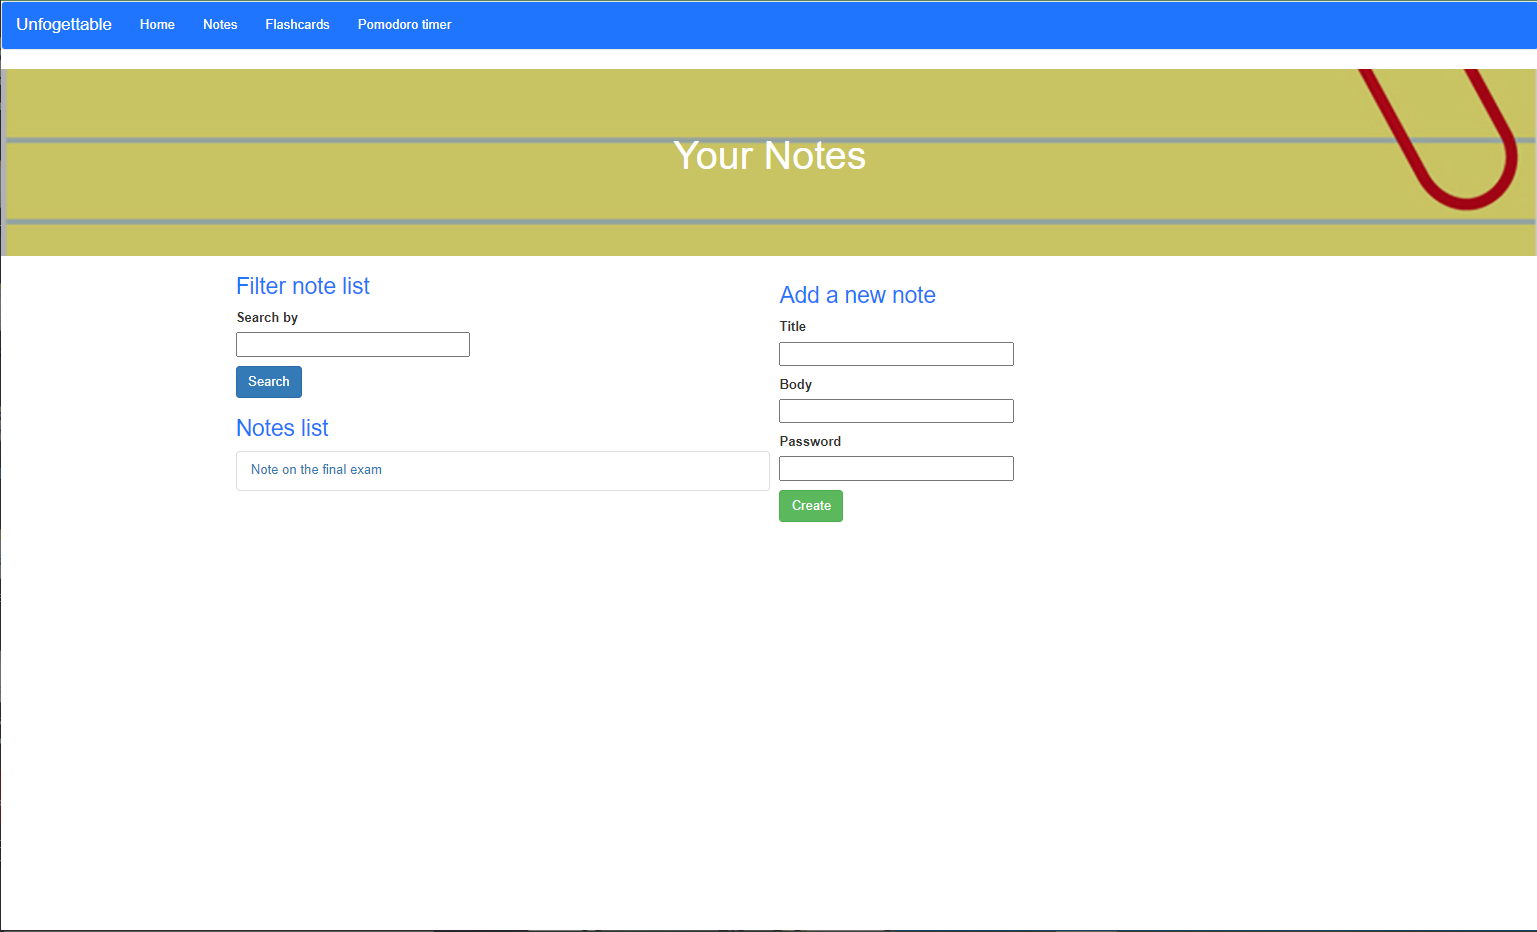 Unfogettable Home Notes Flashcards Pomodoro timer
Your Notes
Filter note list
Search by
Search
Notes list
Note on the final exam
Add a new note
Title
Body
Password
Create